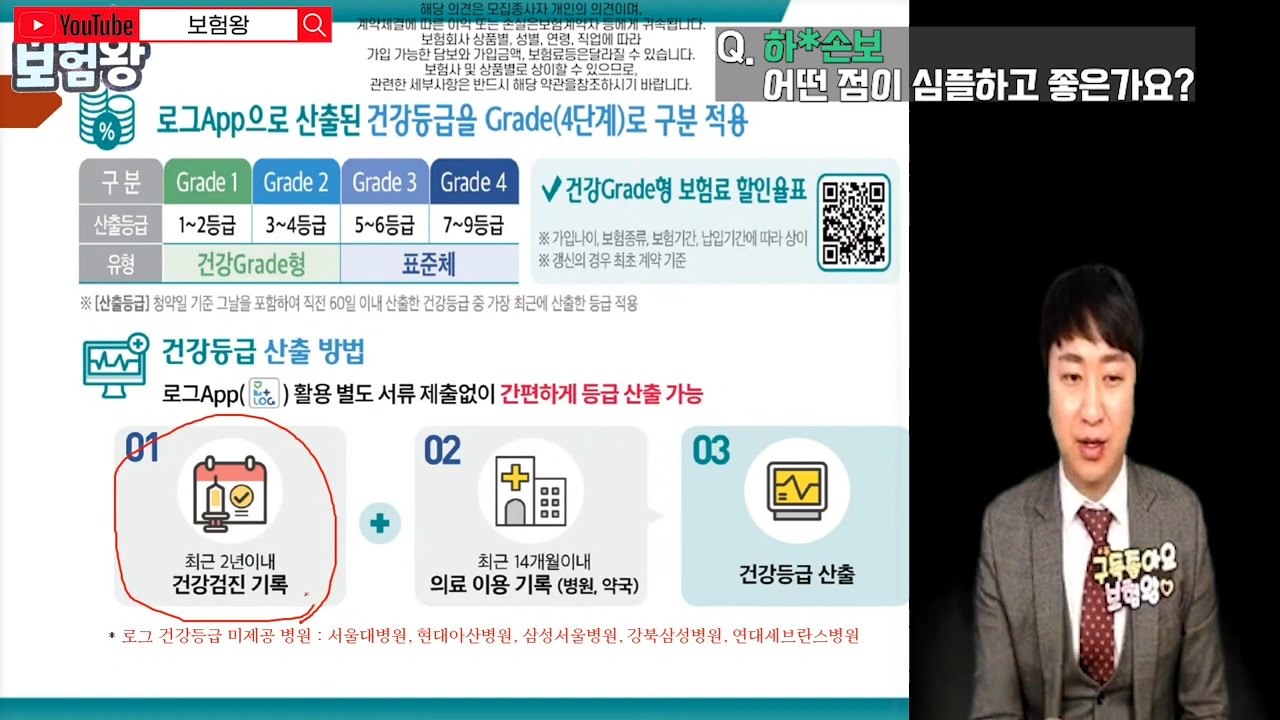 YouTube 보험왕
보험왕
해당 의견은 모집종사자 개인의 의견이며,
계약체결에 따른 이익 또는 손실은보험계약자 등에게 귀속됩니다.
보험회사 상품별, 성별, 연령, 직업에 따라
가입 가능한 담보와 가입금액, 보험료등은달라질 수 있습니다.
보험사 및 상품별로 상이할 수 있으므로,
관련한 세부사항은 반드시 해당 약관을참조하시기 바랍니다.
Q. 하*손보
어떤 점이 심플하고 좋은가요?
%
로그App으로 산출된 건강등급을 Grade(4단계)로 구분 적용
구 분 Grade 1 Grade 2 Grade 3 Grade 4
산출등급 1~2등급 3~4등급 5~6등급 7~9등급
유형 건강Grade형 표준체
건강Grade형 보험료 할인율표
※ 가입나이, 보험종류, 보험기간, 납입기간에 따라 상이
※ 갱신의 경우 최초 계약 기준
※ [산출등급] 청약일 기준 그날을 포함하여 직전 60일 이내 산출한 건강등급 중 가장 최근에 산출한 등급 적용
건강등급 산출 방법
로그App( LOG ) 활용 별도 서류 제출없이 간편하게 등급 산출 가능
01
최근 2년이내
건강검진 기록
02
최근 14개월이내
의료 이용 기록 (병원, 약국)
03
건강등급 산출
* 로그 건강등급 미제공 병원 : 서울대병원, 현대아산병원, 삼성서울병원, 강북삼성병원, 연대세브란스병원
구독좋아요
보험왕♡